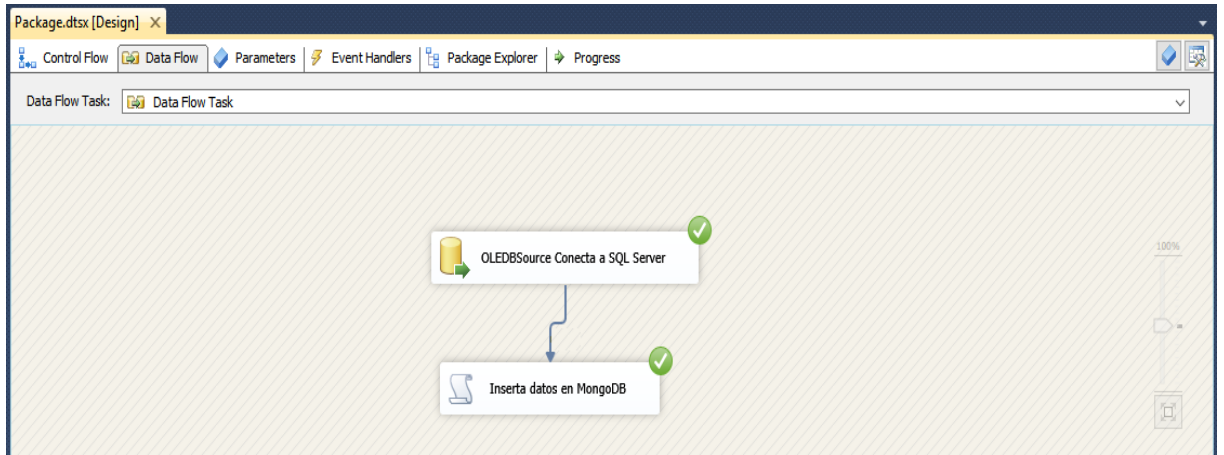 Package.dtsx [Design]
Control Flow Data Flow Parameters Event Handlers Package Explorer Progress
Data Flow Task: Data Flow Task
OLEDBSource Conecta a SQL Server
100%
Inserta datos en MongoDB